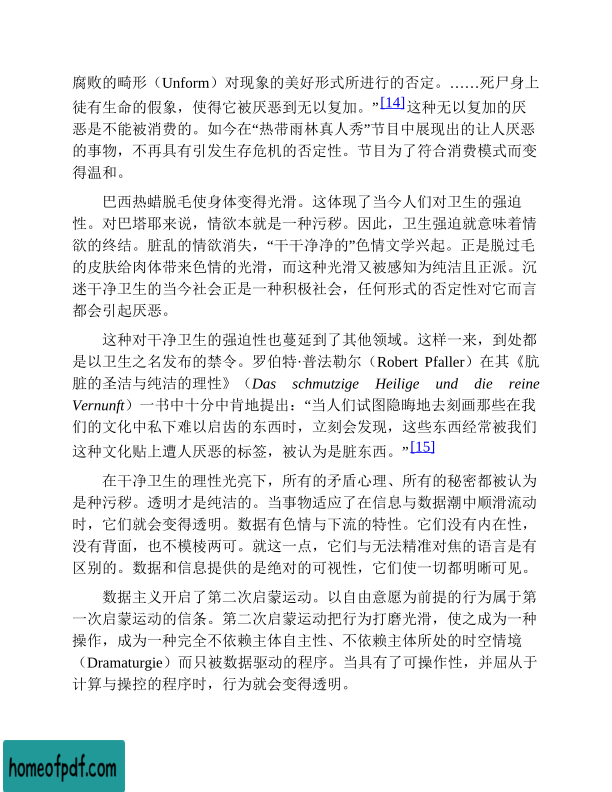 腐败的畸形（Unform）对现象的美好形式所进行的否定。……死尸身上
徒有生命的假象，使得它被厌恶到无以复加。”[14]这种无以复加的厌
恶是不能被消费的。如今在“热带雨林真人秀”节目中展现出的让人厌恶
的事物，不再具有引发生存危机的否定性。节目为了符合消费模式而变
得温和。
巴西热蜡脱毛使身体变得光滑。这体现了当今人们对卫生的强迫
性。对巴塔耶来说，情欲本就是一种污秽。因此，卫生强迫就意味着情
欲的终结。脏乱的情欲消失，“干干净净的”色情文学兴起。正是脱过毛
的皮肤给肉体带来色情的光滑，而这种光滑又被感知为纯洁且正派。沉
迷干净卫生的当今社会正是一种积极社会，任何形式的否定性对它而言
都会引起厌恶。
这种对干净卫生的强迫性也蔓延到了其他领域。这样一来，到处都
是以卫生之名发布的禁令。罗伯特·普法勒尔（Robert Pfaller）在其《肮
脏的圣洁与纯洁的理性》（Das schmutzige Heilige und die reine
Vernunft）一书中十分中肯地提出：“当人们试图隐晦地去刻画那些在我
们的文化中私下难以启齿的东西时，立刻会发现，这些东西经常被我们
这种文化贴上遭人厌恶的标签，被认为是脏东西。”[15]
在干净卫生的理性光亮下，所有的矛盾心理、所有的秘密都被认为
是种污秽。透明才是纯洁的。当事物适应了在信息与数据潮中顺滑流动
时，它们就会变得透明。数据有色情与下流的特性。它们没有内在性，
没有背面，也不模棱两可。就这一点，它们与无法精准对焦的语言是有
区别的。数据和信息提供的是绝对的可视性，它们使一切都明晰可见。
数据主义开启了第二次启蒙运动。以自由意愿为前提的行为属于第
一次启蒙运动的信条。第二次启蒙运动把行为打磨光滑，使之成为一种
操作，成为一种完全不依赖主体自主性、不依赖主体所处的时空情境
（Dramaturgie）而只被数据驱动的程序。当具有了可操作性，并屈从于
计算与操控的程序时，行为就会变得透明。
homeofpdf.com